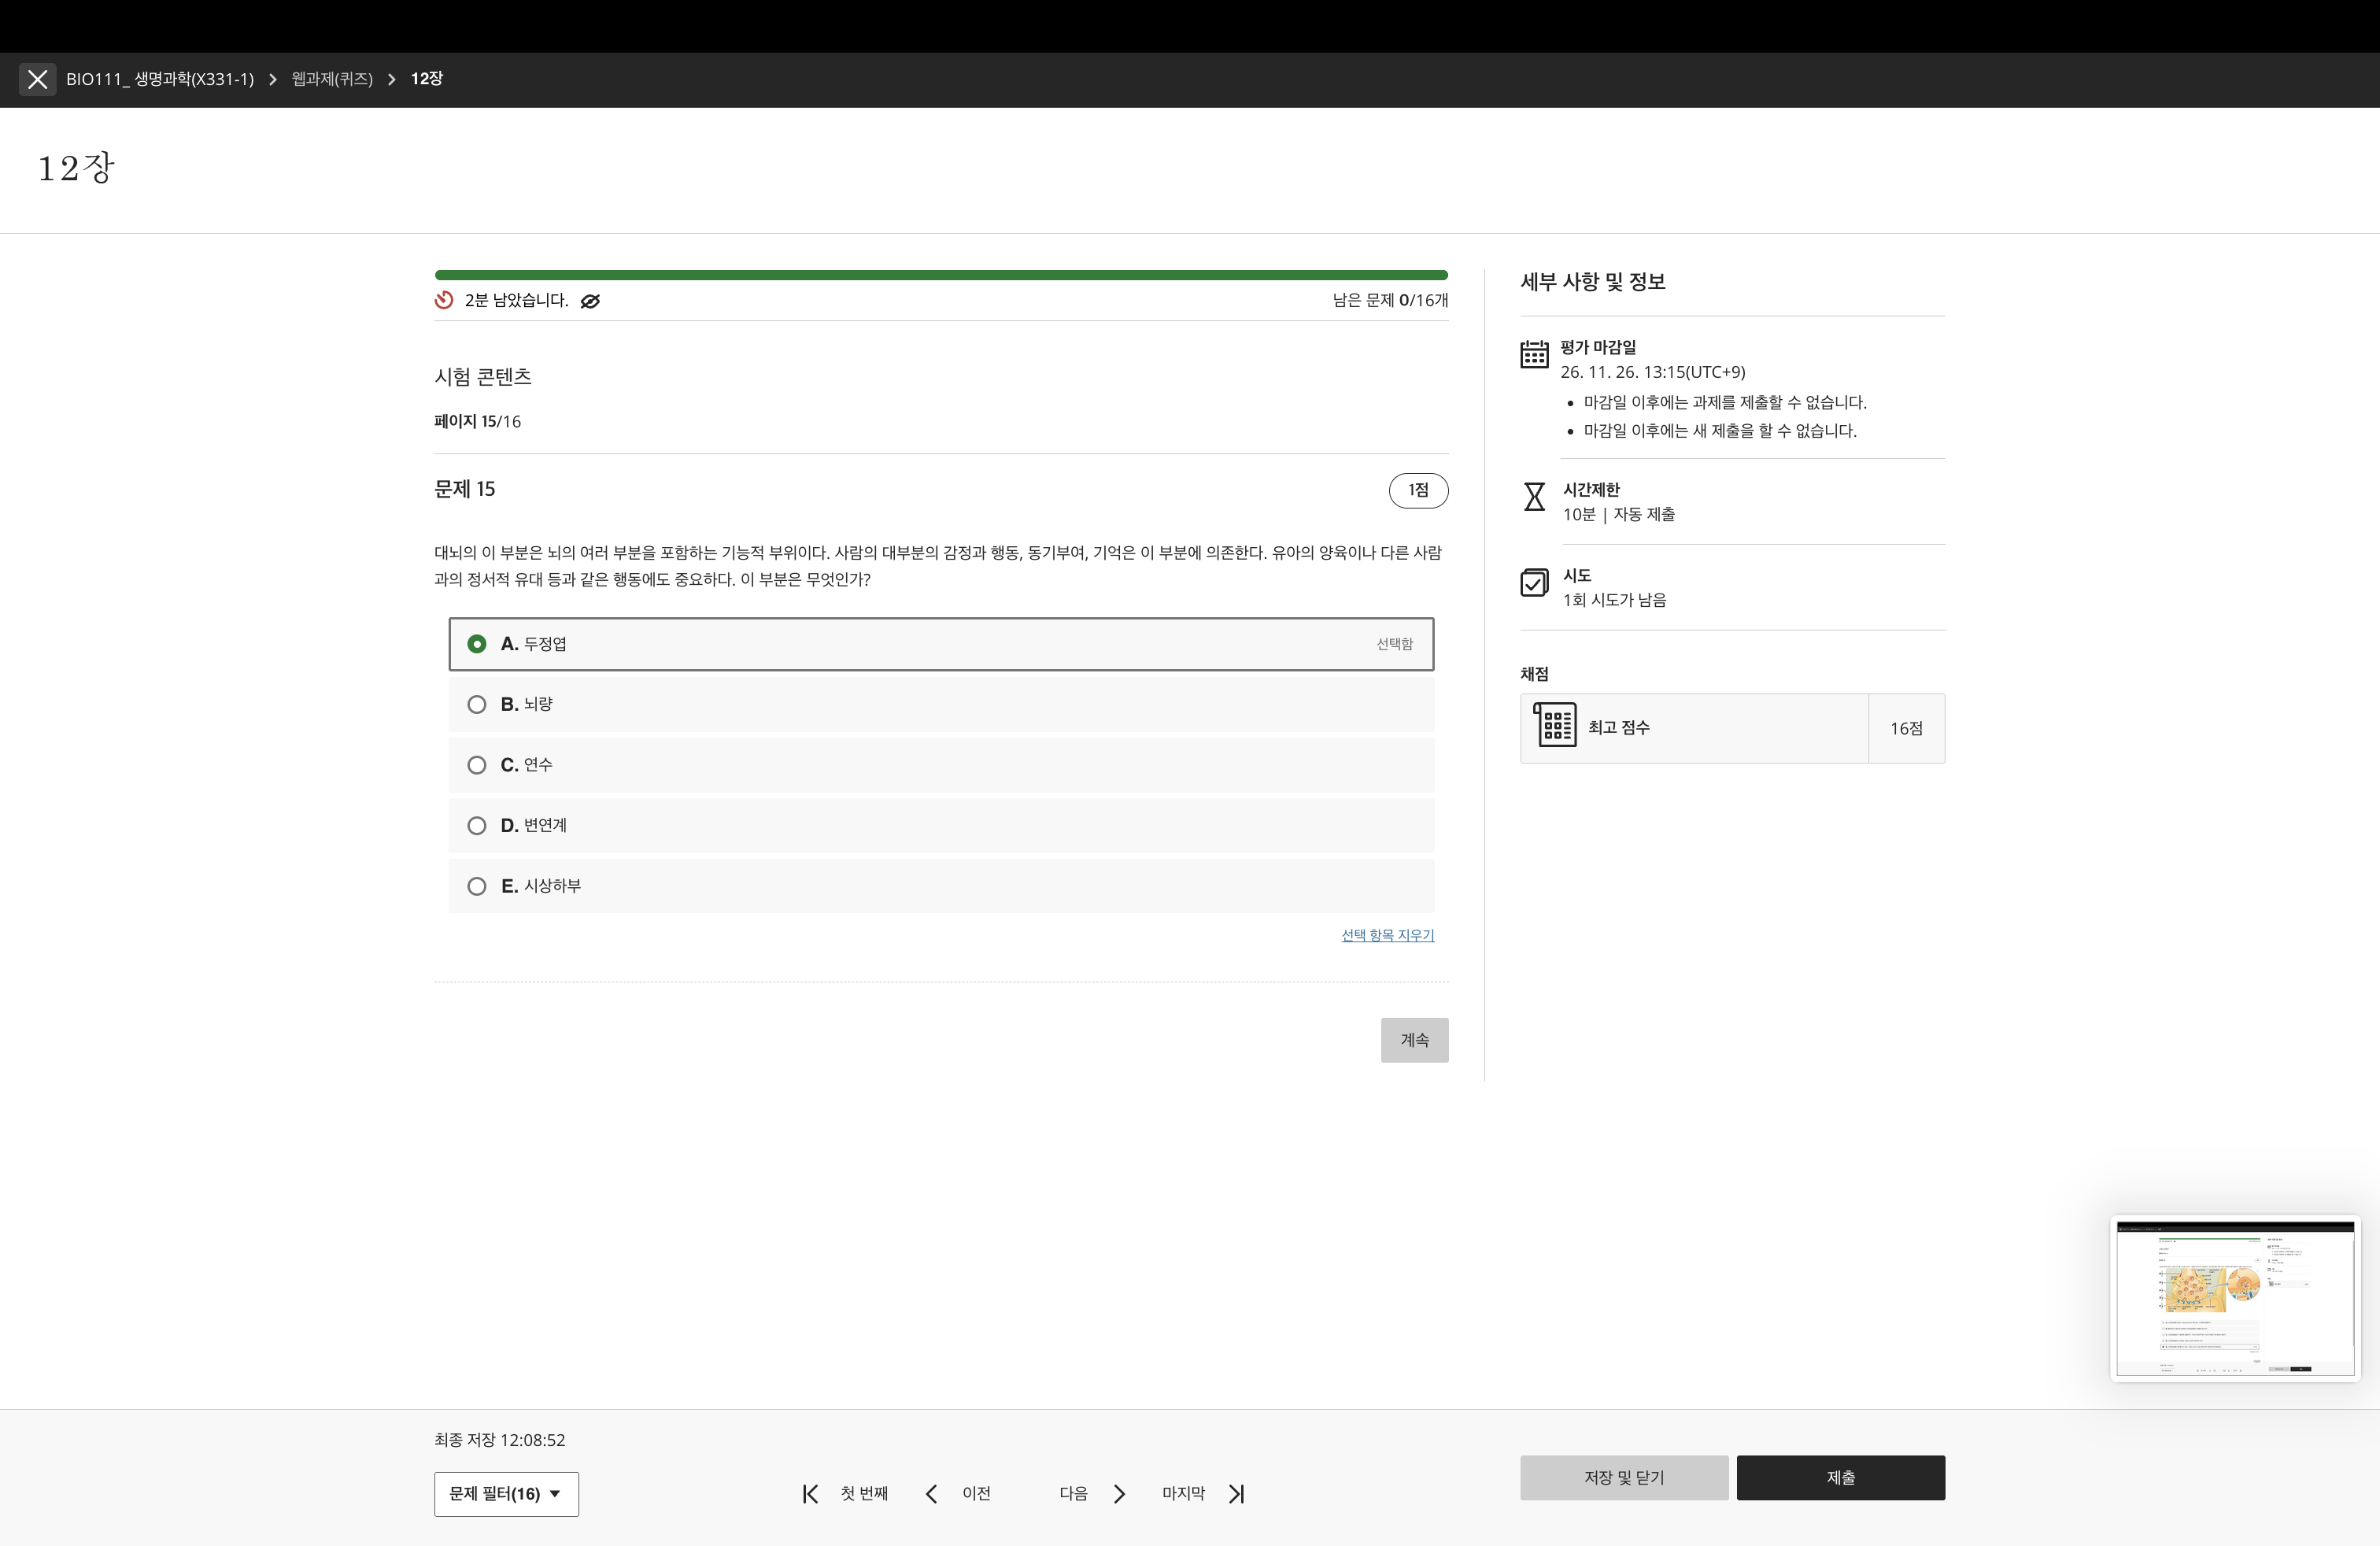 BIO111_ 생명과학(X331-1) > 웹과제(퀴즈) > 12장
12장
2분 남았습니다.
남은 문제 0/16개
시험 콘텐츠
페이지 15/16
문제 15
1점
대뇌의 이 부분은 뇌의 여러 부분을 포함하는 기능적 부위이다. 사람의 대부분의 감정과 행동, 동기부여, 기억은 이 부분에 의존한다. 유아의 양육이나 다른 사람
과의 정서적 유대 등과 같은 행동에도 중요하다. 이 부분은 무엇인가?
A. 두정엽
선택함
B. 뇌량
C. 연수
D. 변연계
E. 시상하부
선택 항목 지우기
계속
세부 사항 및 정보
평가 마감일
26. 11. 26. 13:15(UTC+9)
• 마감일 이후에는 과제를 제출할 수 없습니다.
• 마감일 이후에는 새 제출을 할 수 없습니다.
시간제한
10분 | 자동 제출
시도
1회 시도가 남음
채점
최고 점수
16점
최종 저장 12:08:52
문제 필터(16)
첫 번째
이전
다음
마지막
저장 및 닫기
제출